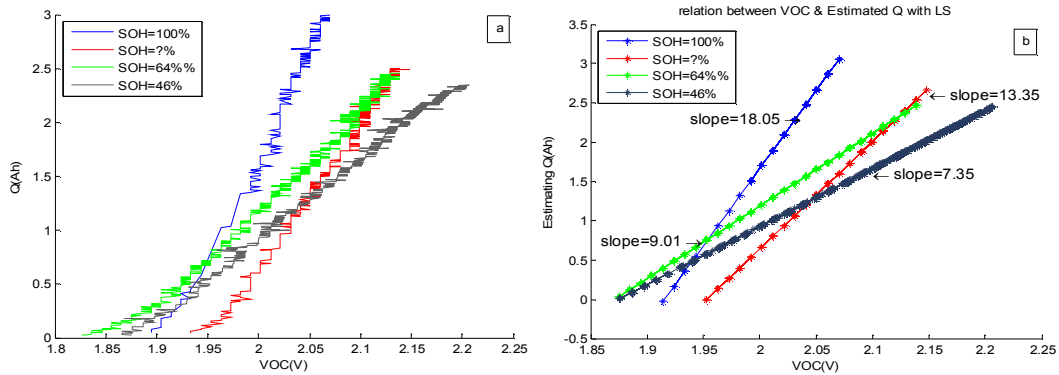 a
SOH=100%
SOH=?%
SOH=64%%
SOH=46%
3
2.5
2
1.5
1
0.5
0
Q(Ah)
1.8
1.85
1.9
1.95
2
2.05
2.1
2.15
2.2
2.25
VOC(V)
relation between VOC & Estimated Q with LS
b
SOH=100%
SOH=?%
SOH=64%%
SOH=46%
slope=18.05
slope=13.35
slope=7.35
slope=9.01
3.5
3
2.5
2
1.5
1
0.5
0
-0.5
Estimating Q(Ah)
1.85
1.9
1.95
2
2.05
2.1
2.15
2.2
2.25
VOC(V)